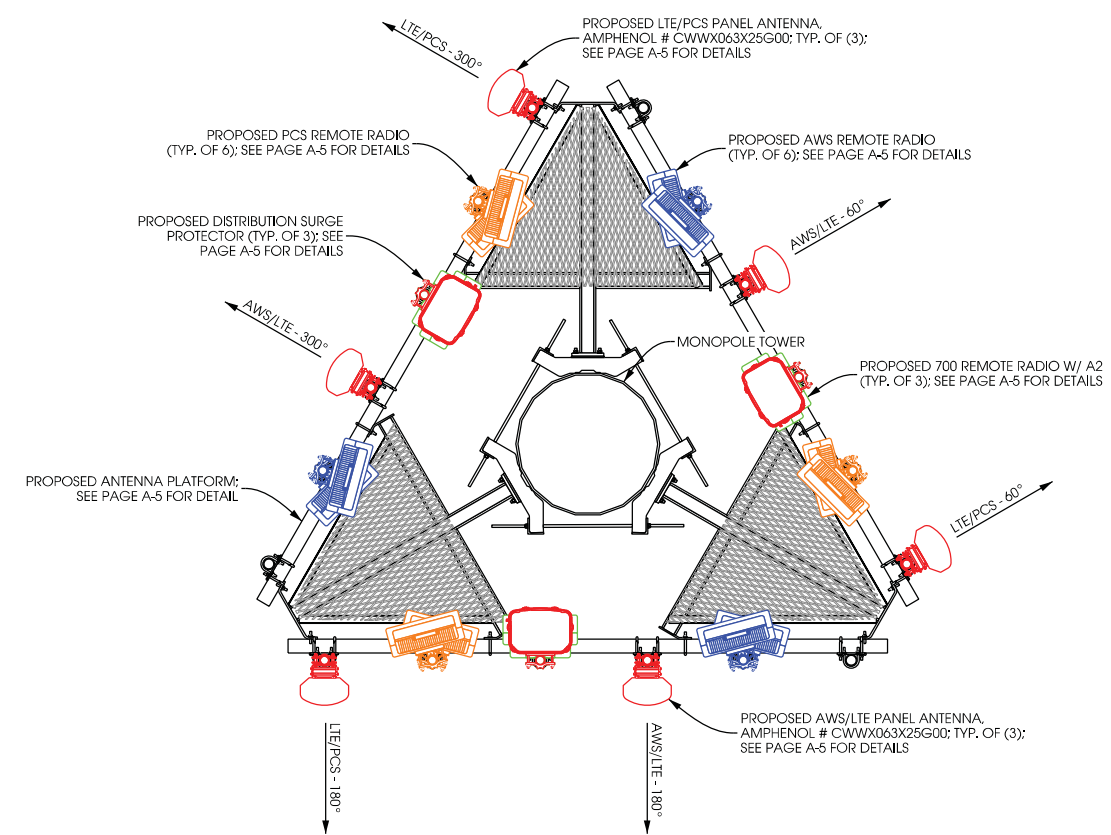 PROPOSED LTE/PCS PANEL ANTENNA,
AMPHENOL # CWWX063X25G00; TYP. OF (3);
SEE PAGE A-5 FOR DETAILS
LTE/PCS - 300°
PROPOSED PCS REMOTE RADIO
(TYP. OF 6); SEE PAGE A-5 FOR DETAILS
PROPOSED AWS REMOTE RADIO
(TYP. OF 6); SEE PAGE A-5 FOR DETAILS
PROPOSED DISTRIBUTION SURGE
PROTECTOR (TYP. OF 3); SEE
PAGE A-5 FOR DETAILS
AWS/LTE - 60°
AWS/LTE - 300°
MONOPOLE TOWER
PROPOSED 700 REMOTE RADIO W/ A2
(TYP. OF 3); SEE PAGE A-5 FOR DETAILS
PROPOSED ANTENNA PLATFORM;
SEE PAGE A-5 FOR DETAIL
LTE/PCS - 60°
PROPOSED AWS/LTE PANEL ANTENNA,
AMPHENOL # CWWX063X25G00; TYP. OF (3);
SEE PAGE A-5 FOR DETAILS
LTE/PCS - 180°
AWS/LTE - 180°